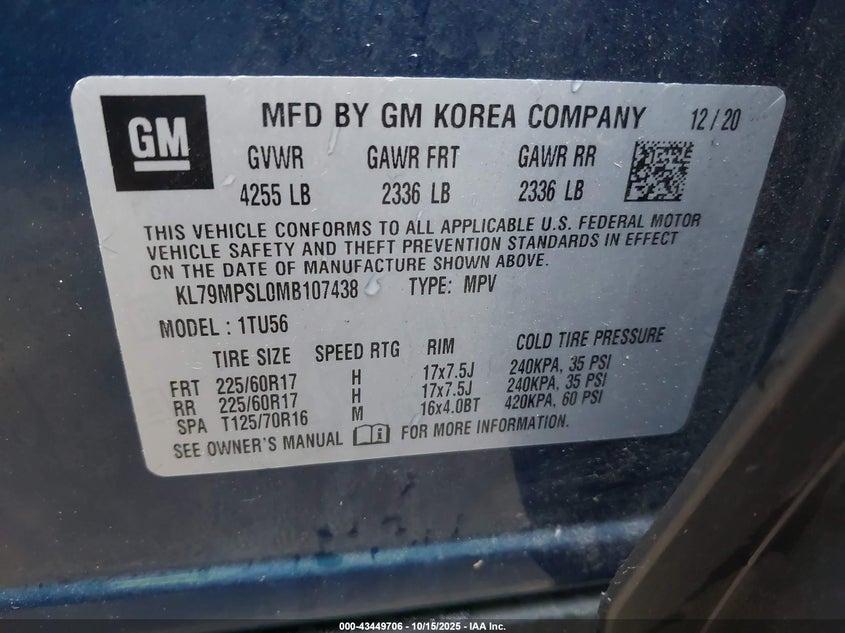 GM
MFD BY GM KOREA COMPANY 12/20
GVWR GAWR FRT GAWR RR
4255 LB 2336 LB 2336 LB
THIS VEHICLE CONFORMS TO ALL APPLICABLE U.S. FEDERAL MOTOR
VEHICLE SAFETY AND THEFT PREVENTION STANDARDS IN EFFECT
ON THE DATE OF MANUFACTURE SHOWN ABOVE.
KL79MPSL0MB107438 TYPE: MPV
MODEL : 1TU56
TIRE SIZE SPEED RTG RIM COLD TIRE PRESSURE
FRT 225/60R17 H 17x7.5J 240KPA, 35 PSI
RR 225/60R17 H 17x7.5J 240KPA, 35 PSI
SPA T125/70R16 M 16x4.0BT 420KPA, 60 PSI
SEE OWNER'S MANUAL FOR MORE INFORMATION.
000-43449706 - 10/15/2025 - IAA Inc.